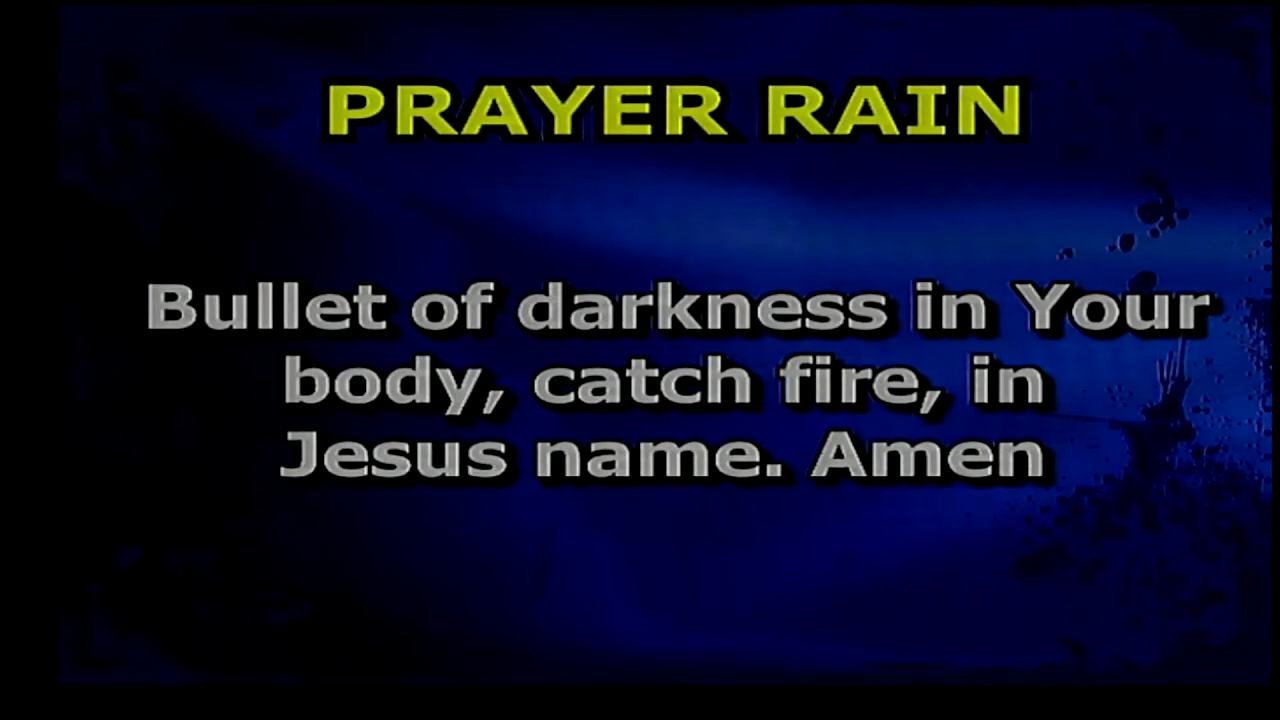 PRAYER RAIN
Bullet of darkness in Your
body, catch fire, in
Jesus name. Amen